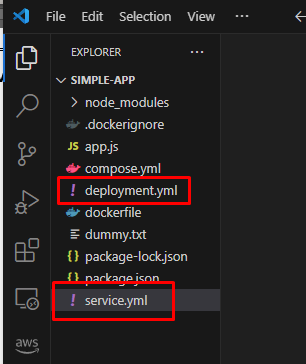 File Edit Selection View
EXPLORER
SIMPLE-APP
node_modules
.dockerignore
app.js
compose.yml
! deployment.yml
dockerfile
dummy.txt
{} package-lock.json
{} package.json
! service.yml
aws